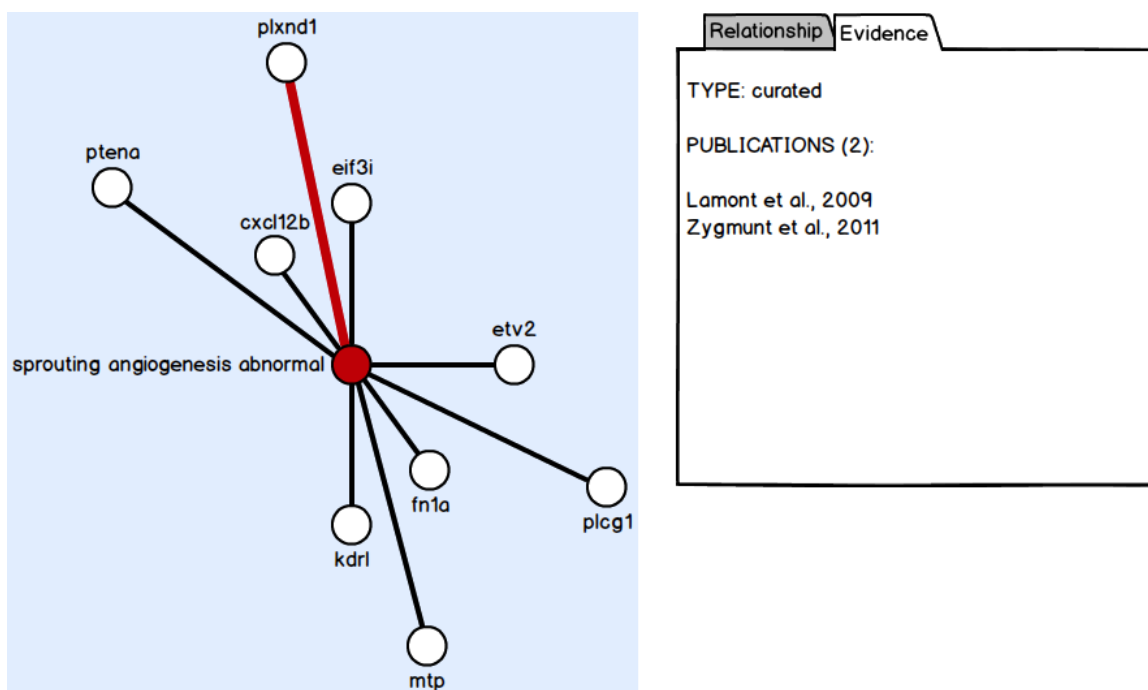 plxnd1
Relationship
Evidence
TYPE: curated
ptena
eif3i
PUBLICATIONS (2):
cxcl12b
Lamont et al., 2009
Zygmunt et al., 2011
etv2
sprouting angiogenesis abnormal
fn1a
plcg1
kdrl
mtp